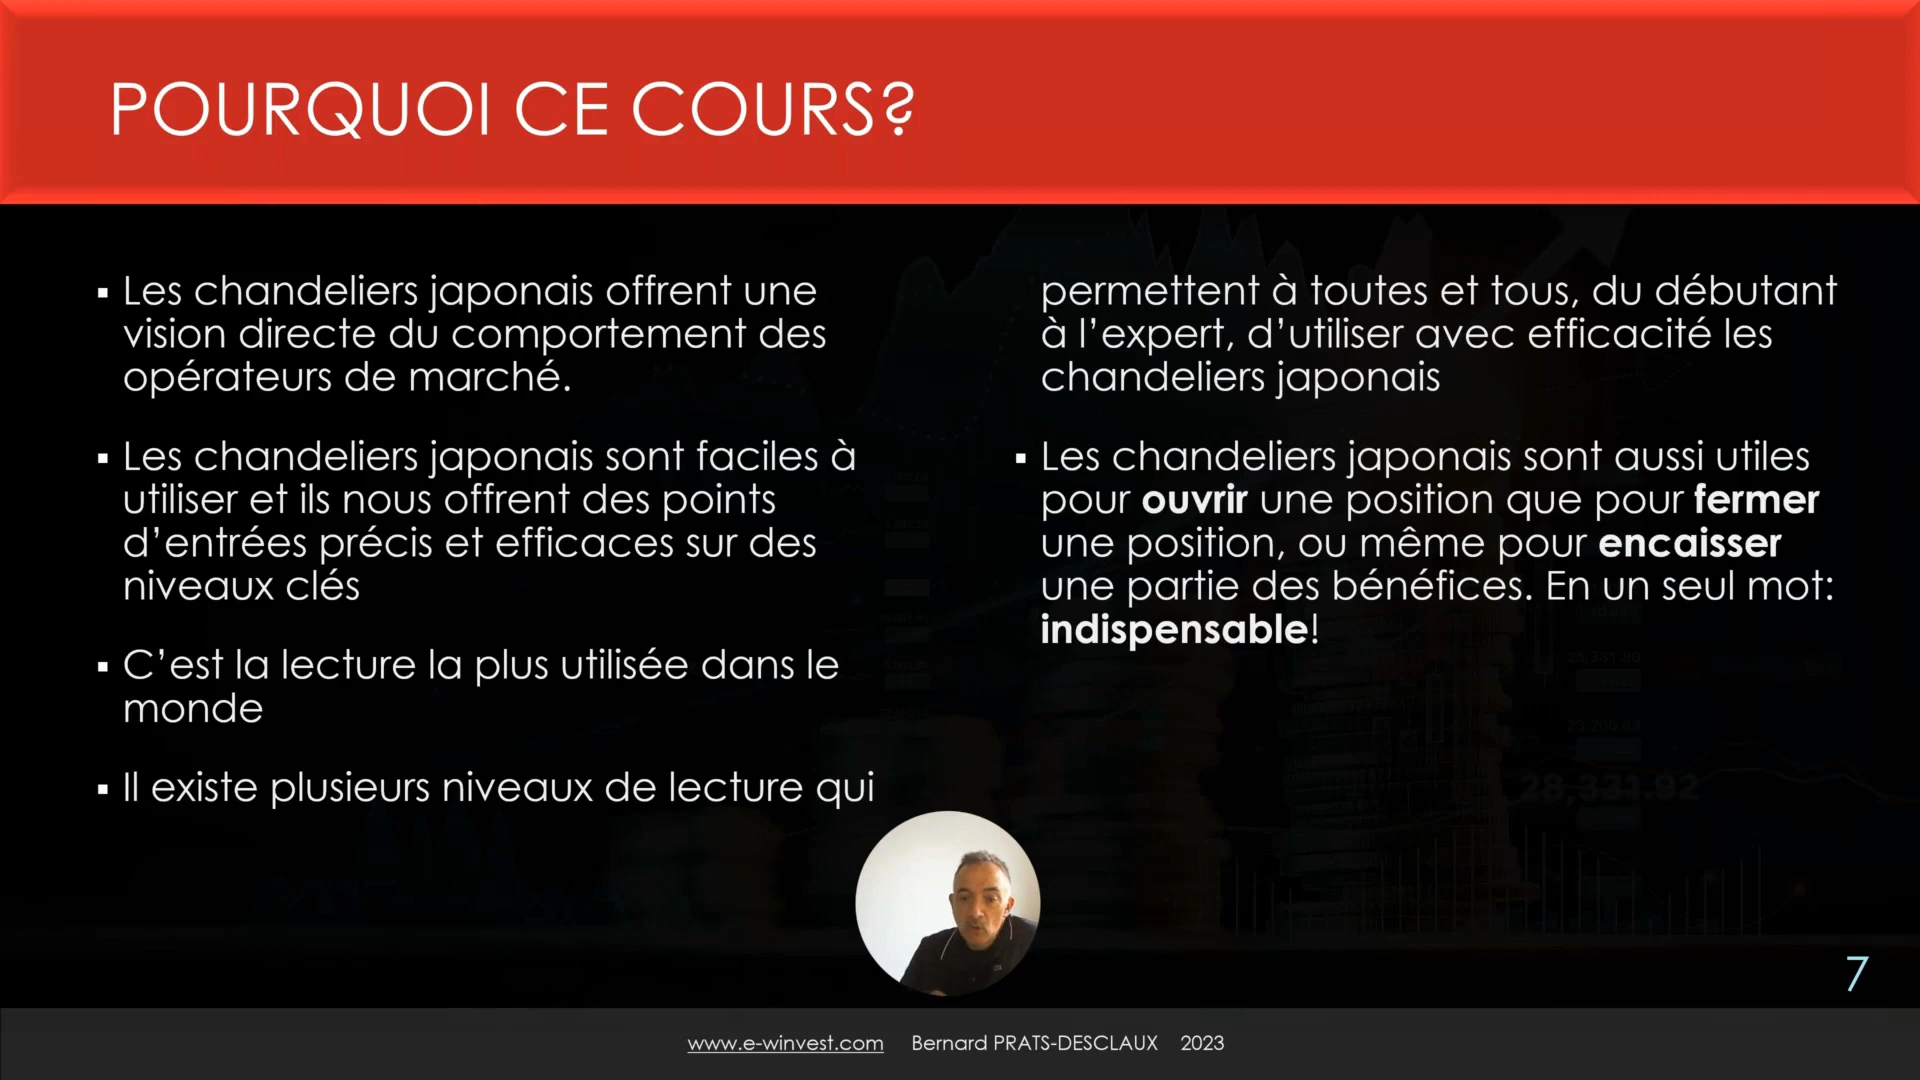 POURQUOI CE COURS?
▪ Les chandeliers japonais offrent une
vision directe du comportement des
opérateurs de marché.
▪ Les chandeliers japonais sont faciles à
utiliser et ils nous offrent des points
d’entrées précis et efficaces sur des
niveaux clés
▪ C’est la lecture la plus utilisée dans le
monde
▪ Il existe plusieurs niveaux de lecture qui
permettent à toutes et tous, du débutant
à l’expert, d’utiliser avec efficacité les
chandeliers japonais
▪ Les chandeliers japonais sont aussi utiles
pour ouvrir une position que pour fermer
une position, ou même pour encaisser
une partie des bénéfices. En un seul mot:
indispensable!
28,331.92
7
www.e-winvest.com Bernard PRATS-DESCLAUX 2023